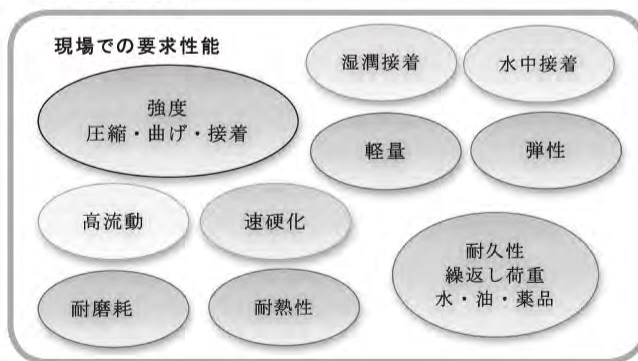 現場での要求性能
湿潤接着
水中接着
強度
圧縮・曲げ・接着
軽量
弾性
高流動
速硬化
耐久性
繰返し荷重
水・油・薬品
耐磨耗
耐熱性